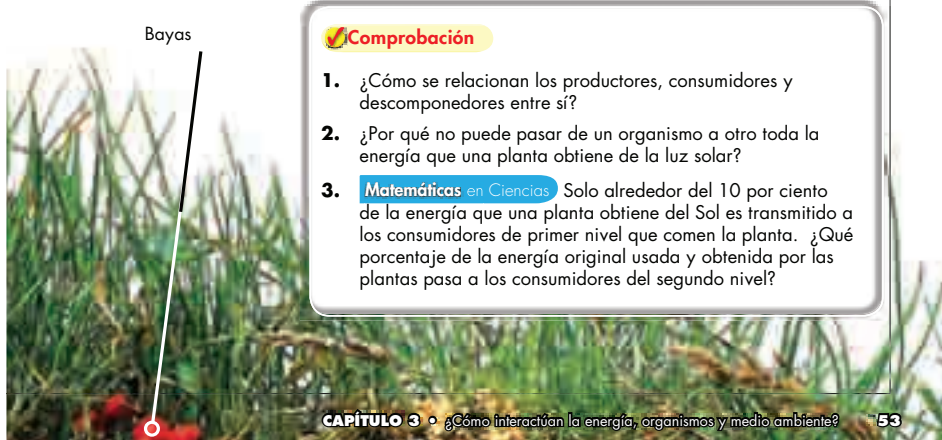 Bayas
Comprobación
1. ¿Cómo se relacionan los productores, consumidores y
descomponedores entre sí?
2. ¿Por qué no puede pasar de un organismo a otro toda la
energía que una planta obtiene de la luz solar?
3. Matemáticas en Ciencias Solo alrededor del 10 por ciento
de la energía que una planta obtiene del Sol es transmitido a
los consumidores de primer nivel que comen la planta. ¿Qué
porcentaje de la energía original usada y obtenida por las
plantas pasa a los consumidores del segundo nivel?
CAPÍTULO 3 • ¿Cómo interactúan la energía, organismos y medio ambiente? 53